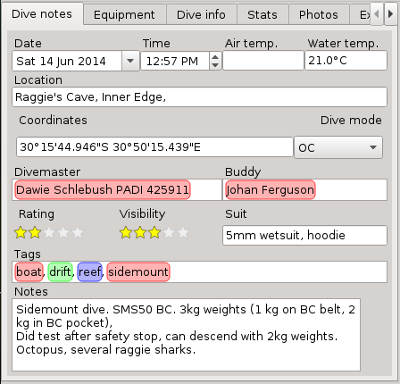 Dive notes Equipment Dive info Stats Photos
Date Time Air temp. Water temp.
Sat 14 Jun 2014 12:57 PM 21.0°C
Location
Raggie's Cave, Inner Edge,
Coordinates Dive mode
30°15'44.946"S 30°50'15.439"E OC
Divemaster Buddy
Dawie Schlebush PADI 425911 Johan Ferguson
Rating Visibility Suit
5mm wetsuit, hoodie
Tags
boat, drift, reef, sidemount
Notes
Sidemount dive. SMS50 BC. 3kg weights (1 kg on BC belt, 2
kg in BC pocket),
Did test after safety stop, can descend with 2kg weights.
Octopus, several raggie sharks.